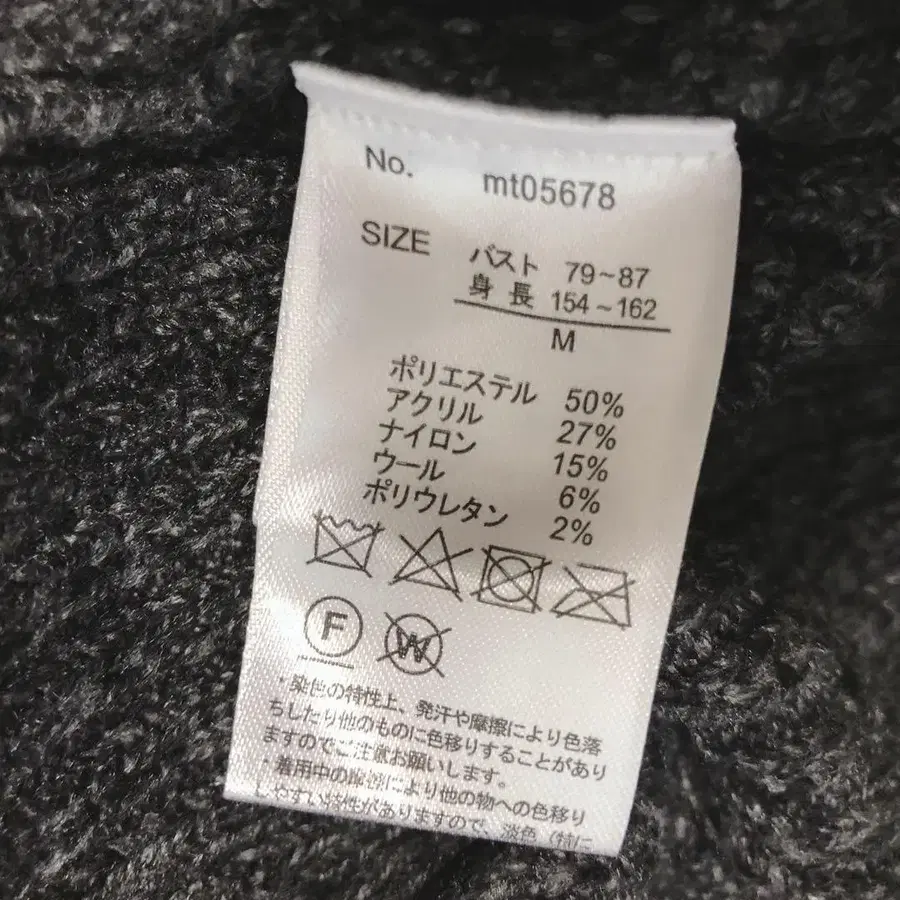 No. mt05678
SIZE バスト 79~87
身長 154~162
M
ポリエステル 50%
アクリル 27%
ナイロン 15%
ウール 6%
ポリウレタン 2%
F W
・染色の特性上、発汗や摩擦により色落
ちしたり他のものに色移りすることがあり
ますのでご注意お願いします。
・着用中の摩擦により他の物への色移り
しやすい特性がありますので、淡色(特に